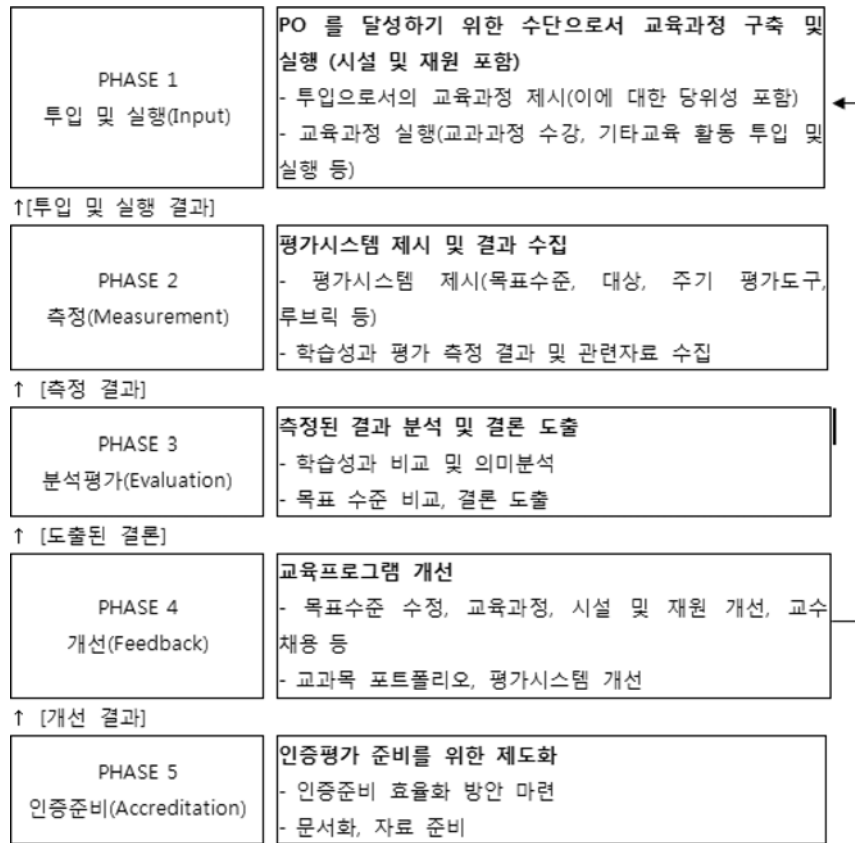 PHASE 1
투입 및 실행(Input)
PO 를 달성하기 위한 수단으로서 교육과정 구축 및
실행 (시설 및 재원 포함)
- 투입으로서의 교육과정 제시(이에 대한 당위성 포함)
- 교육과정 실행(교과과정 수강, 기타교육 활동 투입 및
실행 등)
↑[투입 및 실행 결과]
PHASE 2
측정(Measurement)
평가시스템 제시 및 결과 수집
- 평가시스템 제시(목표수준, 대상, 주기 평가도구,
루브릭 등)
- 학습성과 평가 측정 결과 및 관련자료 수집
↑ [측정 결과]
PHASE 3
분석평가(Evaluation)
측정된 결과 분석 및 결론 도출
- 학습성과 비교 및 의미분석
- 목표 수준 비교, 결론 도출
↑ [도출된 결론]
PHASE 4
개선(Feedback)
교육프로그램 개선
- 목표수준 수정, 교육과정, 시설 및 재원 개선, 교수
채용 등
- 교과목 포트폴리오, 평가시스템 개선
↑ [개선 결과]
PHASE 5
인증준비(Accreditation)
인증평가 준비를 위한 제도화
- 인증준비 효율화 방안 마련
- 문서화, 자료 준비